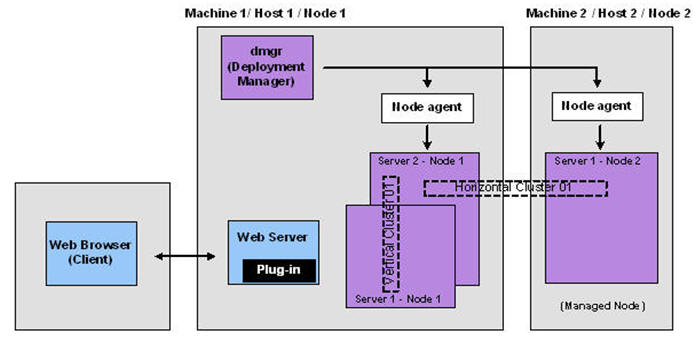 Machine 1/ Host 1 / Node 1
Machine 2 / Host 2 / Node 2
dmgr
(Deployment
Manager)
Node agent
Node agent
Server 2 - Node 1
Server 1 - Node 2
Horizontal Cluster 01
Vertical Cluster 01
Web Browser
(Client)
Web Server
Plug-in
Server 1 - Node 1
(Managed Node)